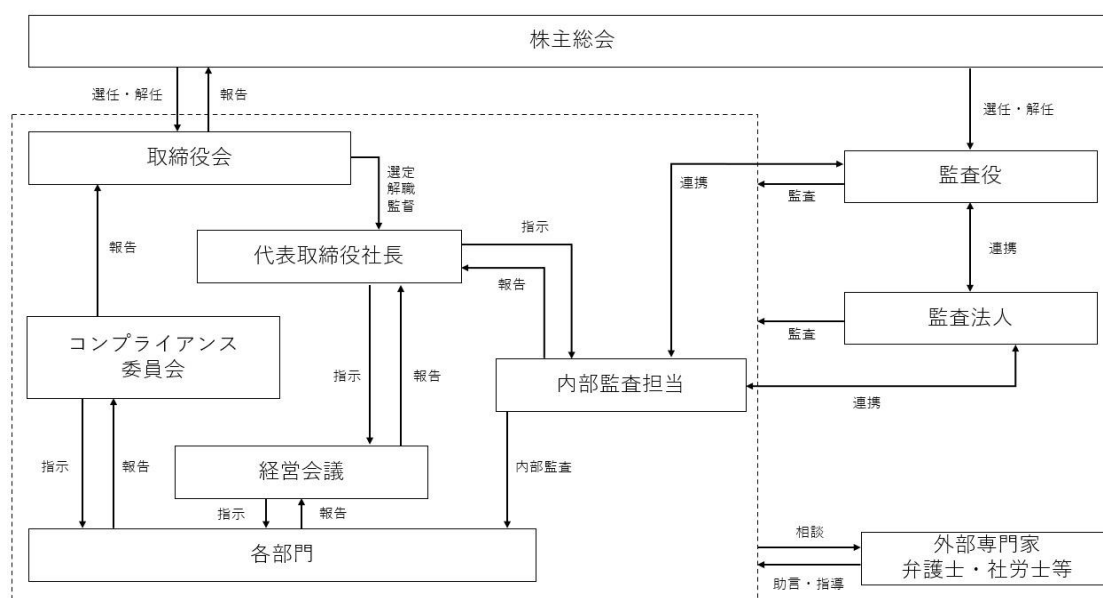 株主総会
選任・解任
報告
選任・解任
取締役会
選定
解職
監督
連携
監査役
監査
報告
代表取締役社長
指示
報告
連携
コンプライアンス
委員会
監査法人
監査
指示
報告
内部監査担当
連携
指示
報告
経営会議
内部監査
指示
報告
各部門
相談
外部専門家
弁護士・社労士等
助言・指導